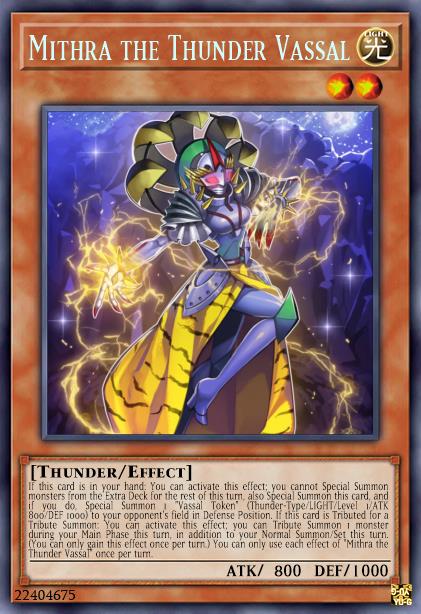 MITHRA THE THUNDER VASSAL
LIGHT
光
[THUNDER/EFFECT]
If this card is in your hand: You can activate this effect; you cannot Special Summon
monsters from the Extra Deck for the rest of this turn, also Special Summon this card, and
if you do, Special Summon 1 "Vassal Token" (Thunder-Type/LIGHT/Level 1/ATK
800/DEF 1000) to your opponent's field in Defense Position. If this card is Tributed for a
Tribute Summon: You can activate this effect; you can Tribute Summon 1 monster
during your Main Phase this turn, in addition to your Normal Summon/Set this turn.
(You can only gain this effect once per turn.) You can only use each effect of "Mithra the
Thunder Vassal" once per turn.
ATK/ 800 DEF/1000
22404675